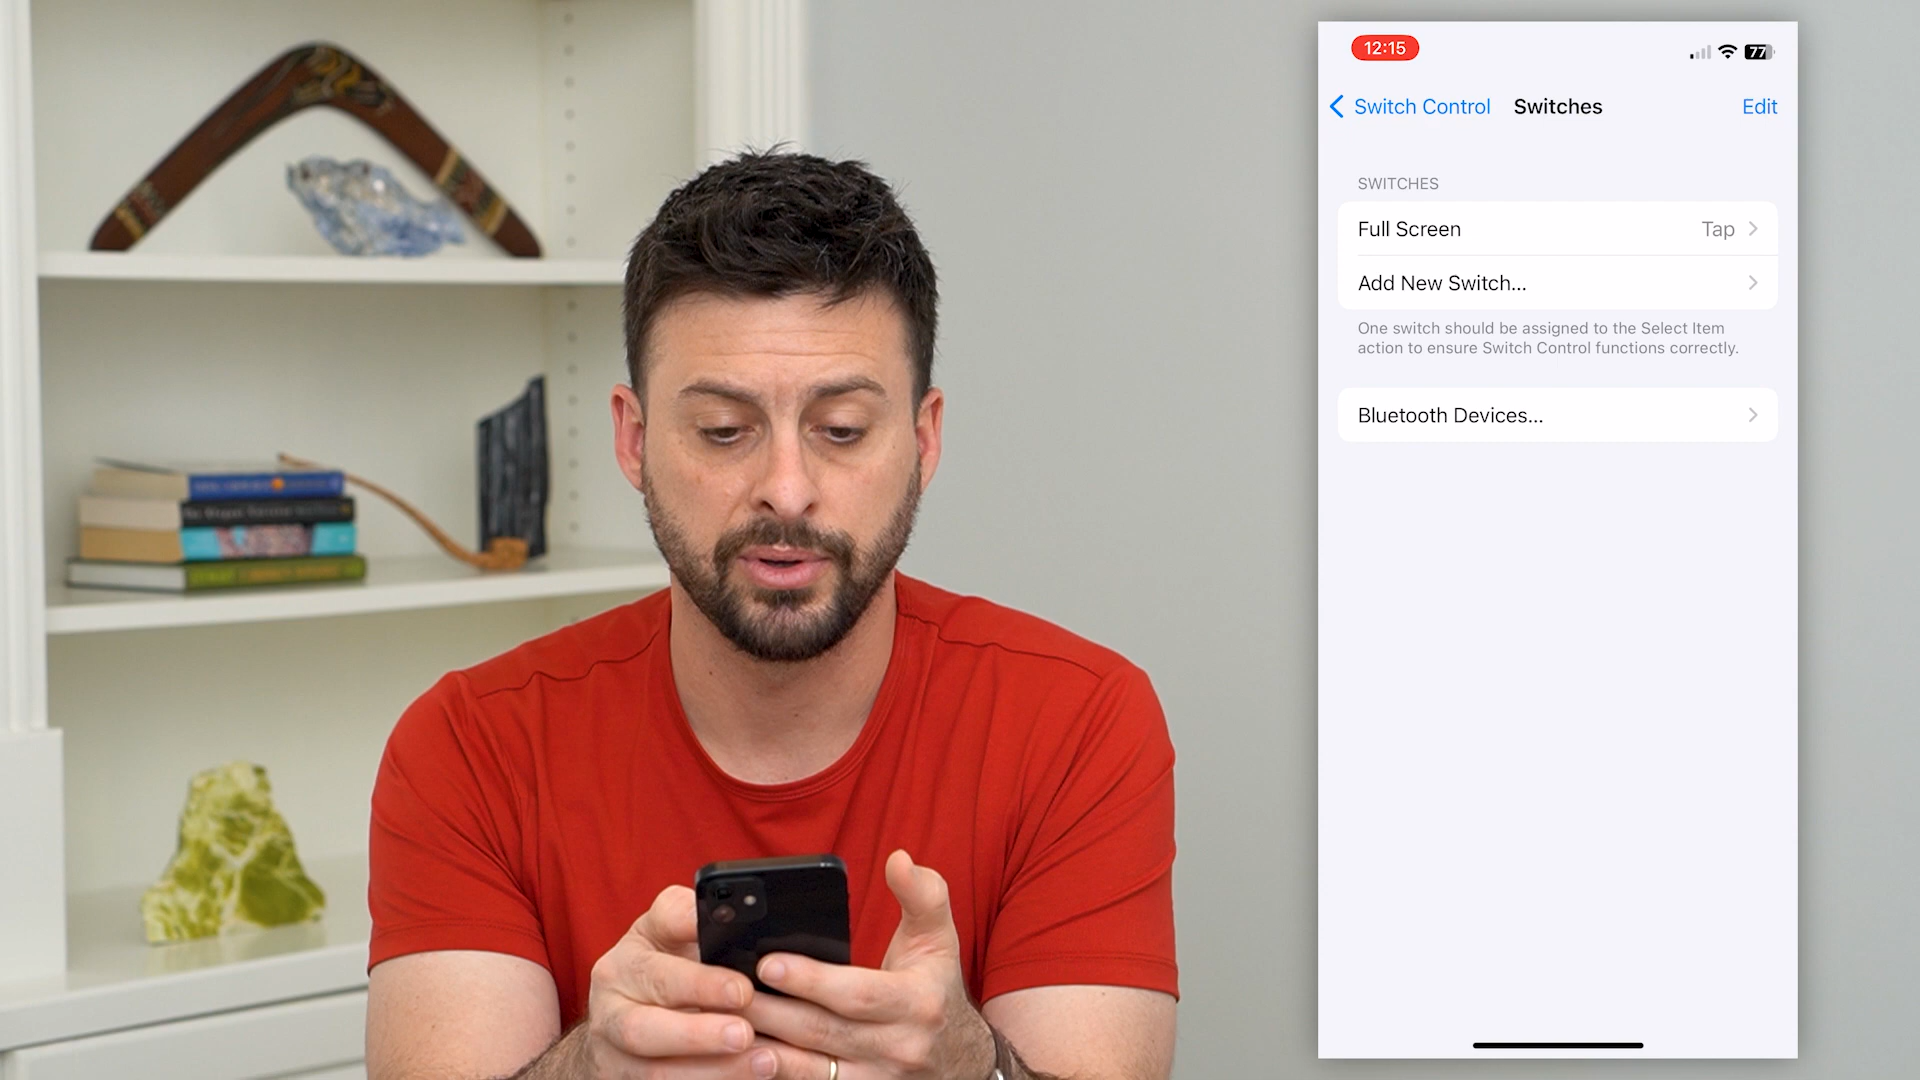 12:15
77
Switch Control
Switches
Edit
SWITCHES
Full Screen
Tap
Add New Switch...
One switch should be assigned to the Select Item
action to ensure Switch Control functions correctly.
Bluetooth Devices...